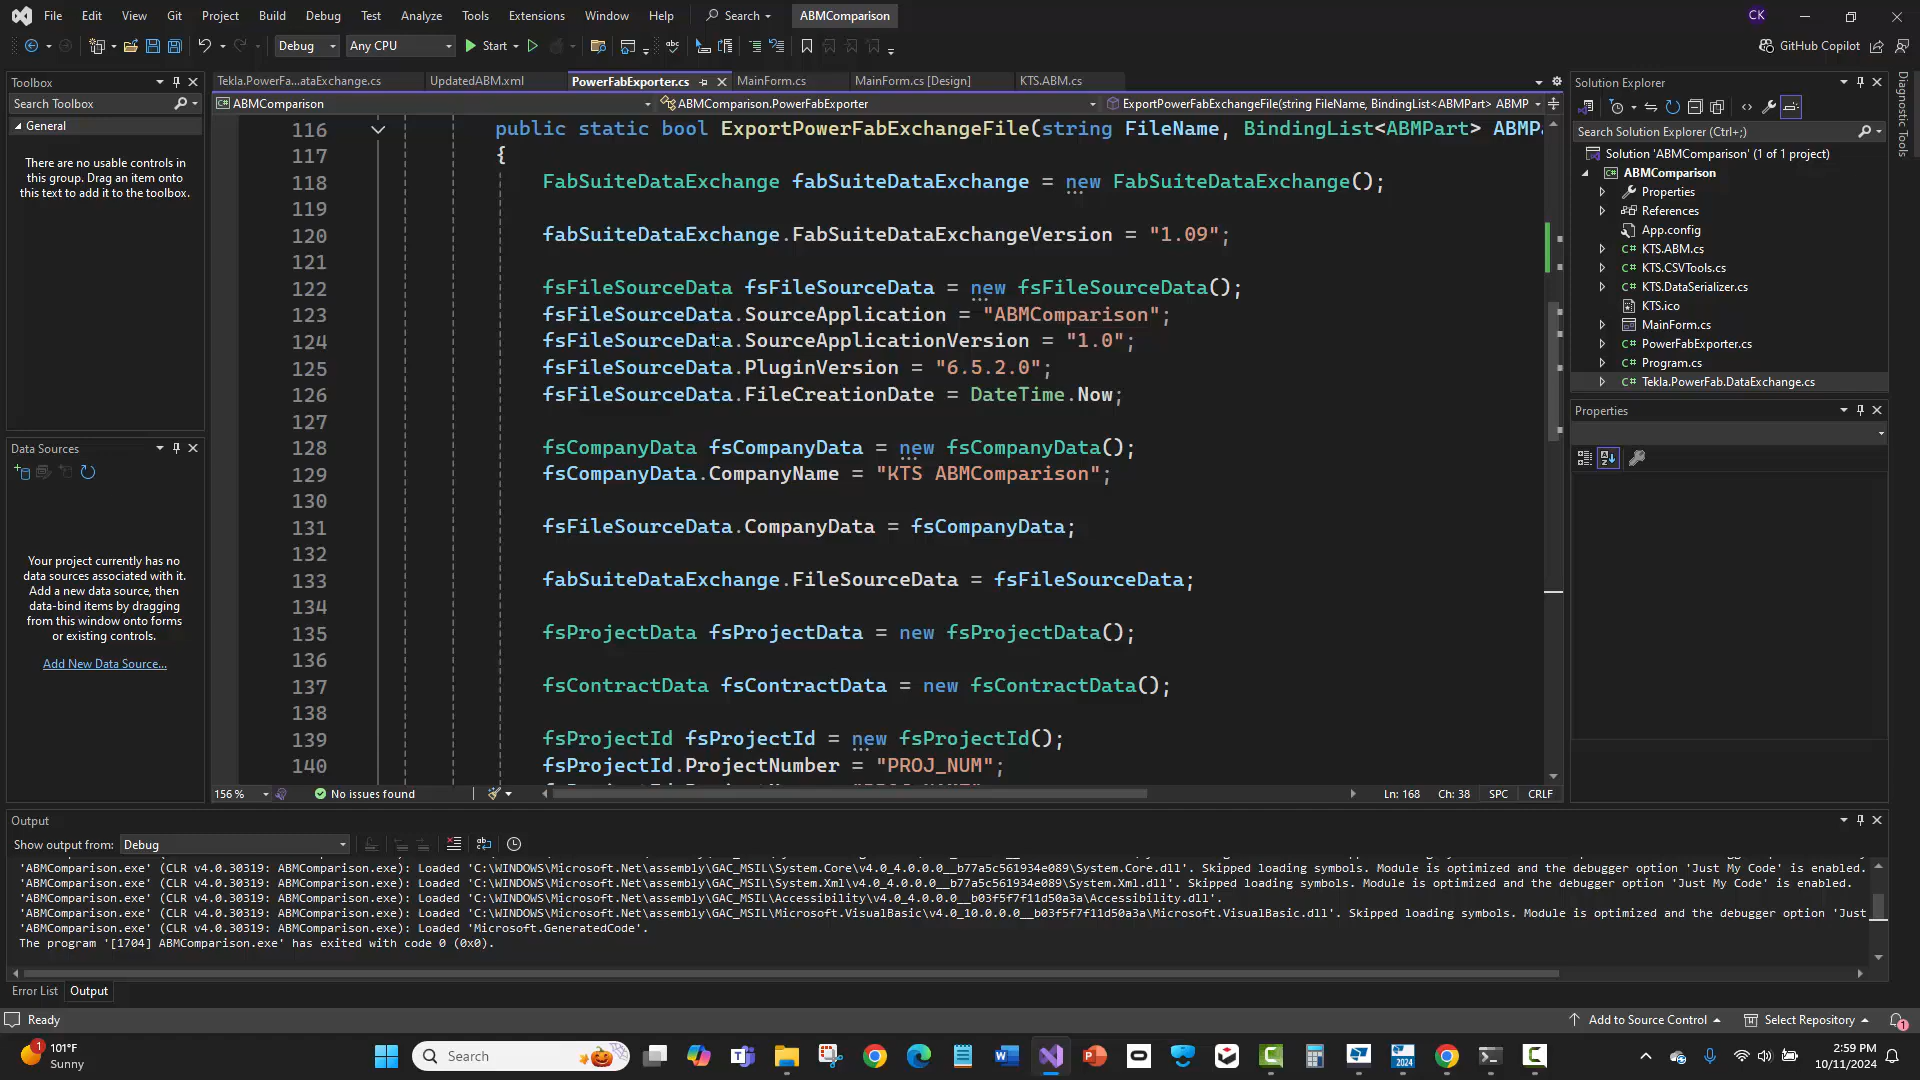 File Edit View Git Project Build Debug Test Analyze Tools Extensions Window Help Search ABMComparison CK
Debug Any CPU Start GitHub Copilot
Toolbox
Search Toolbox
General
There are no usable controls in
this group. Drag an item onto
this text to add it to the toolbox.
Data Sources
Your project currently has no
data sources associated with it.
Add a new data source, then
data-bind items by dragging
from this window onto forms
or existing controls.
Add New Data Source...
Tekla.PowerFa...ataExchange.cs UpdatedABM.xml PowerFabExporter.cs MainForm.cs MainForm.cs [Design] KTS.ABM.cs
ABMComparison ABMComparison.PowerFabExporter ExportPowerFabExchangeFile(string FileName, BindingList<ABMPart> ABMP
116 public static bool ExportPowerFabExchangeFile(string FileName, BindingList<ABMPart> ABMPa
117 {
118 FabSuiteDataExchange fabSuiteDataExchange = new FabSuiteDataExchange();
119
120 fabSuiteDataExchange.FabSuiteDataExchangeVersion = "1.09";
121
122 fsFileSourceData fsFileSourceData = new fsFileSourceData();
123 fsFileSourceData.SourceApplication = "ABMComparison";
124 fsFileSourceData.SourceApplicationVersion = "1.0";
125 fsFileSourceData.PluginVersion = "6.5.2.0";
126 fsFileSourceData.FileCreationDate = DateTime.Now;
127
128 fsCompanyData fsCompanyData = new fsCompanyData();
129 fsCompanyData.CompanyName = "KTS ABMComparison";
130
131 fsFileSourceData.CompanyData = fsCompanyData;
132
133 fabSuiteDataExchange.FileSourceData = fsFileSourceData;
134
135 fsProjectData fsProjectData = new fsProjectData();
136
137 fsContractData fsContractData = new fsContractData();
138
139 fsProjectId fsProjectId = new fsProjectId();
140 fsProjectId.ProjectNumber = "PROJ_NUM";
156 % No issues found Ln: 168 Ch: 38 SPC CRLF
Solution Explorer
Search Solution Explorer (Ctrl+;)
Solution 'ABMComparison' (1 of 1 project)
ABMComparison
Properties
References
App.config
C# KTS.ABM.cs
C# KTS.CSVTools.cs
C# KTS.DataSerializer.cs
KTS.ico
MainForm.cs
C# PowerFabExporter.cs
C# Program.cs
C# Tekla.PowerFab.DataExchange.cs
Properties
Diagnostic Tools
Output
Show output from: Debug
'ABMComparison.exe' (CLR v4.0.30319: ABMComparison.exe): Loaded 'C:\WINDOWS\Microsoft.Net\assembly\GAC_MSIL\System.Core\v4.0_4.0.0.0__b77a5c561934e089\System.Core.dll'. Skipped loading symbols. Module is optimized and the debugger option 'Just My Code' is enabled.
'ABMComparison.exe' (CLR v4.0.30319: ABMComparison.exe): Loaded 'C:\WINDOWS\Microsoft.Net\assembly\GAC_MSIL\System.Xml\v4.0_4.0.0.0__b77a5c561934e089\System.Xml.dll'. Skipped loading symbols. Module is optimized and the debugger option 'Just My Code' is enabled.
'ABMComparison.exe' (CLR v4.0.30319: ABMComparison.exe): Loaded 'C:\WINDOWS\Microsoft.Net\assembly\GAC_MSIL\Accessibility\v4.0_4.0.0.0__b03f5f7f11d50a3a\Accessibility.dll'.
'ABMComparison.exe' (CLR v4.0.30319: ABMComparison.exe): Loaded 'C:\WINDOWS\Microsoft.Net\assembly\GAC_MSIL\Microsoft.VisualBasic\v4.0_10.0.0.0__b03f5f7f11d50a3a\Microsoft.VisualBasic.dll'. Skipped loading symbols. Module is optimized and the debugger option 'Just
'ABMComparison.exe' (CLR v4.0.30319: ABMComparison.exe): Loaded 'Microsoft.GeneratedCode'.
The program '[1704] ABMComparison.exe' has exited with code 0 (0x0).
Error List Output
Ready Add to Source Control Select Repository 1
1 101°F
Sunny
Search
2024
2:59 PM
10/11/2024